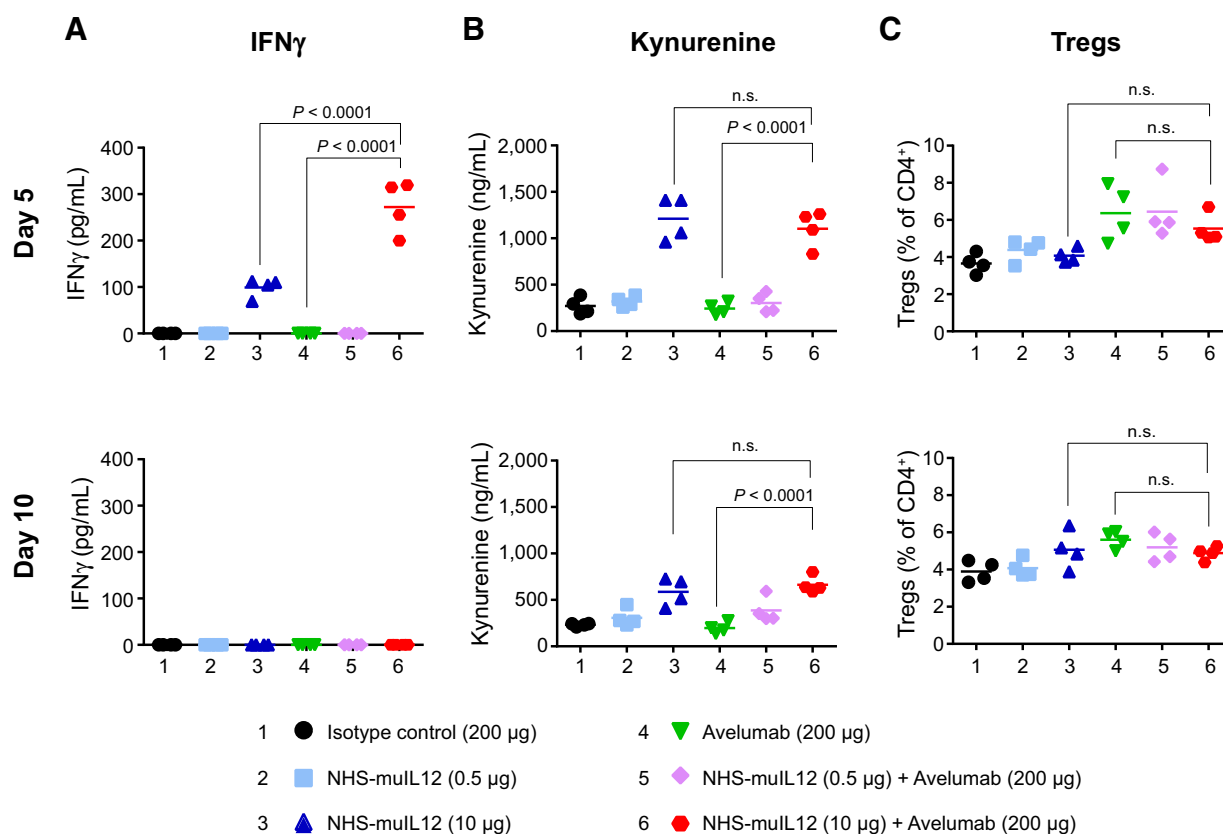 A
IFNγ
B
Kynurenine
C
Tregs
Day 5
IFNγ (pg/mL)
400
300
200
100
0
P < 0.0001
P < 0.0001
1 2 3 4 5 6
Kynurenine (ng/mL)
2,000
1,500
1,000
500
0
n.s.
P < 0.0001
1 2 3 4 5 6
Tregs (% of CD4⁺)
10
8
6
4
2
0
n.s.
n.s.
1 2 3 4 5 6
Day 10
IFNγ (pg/mL)
400
300
200
100
0
1 2 3 4 5 6
Kynurenine (ng/mL)
2,000
1,500
1,000
500
0
n.s.
P < 0.0001
1 2 3 4 5 6
Tregs (% of CD4⁺)
10
8
6
4
2
0
n.s.
n.s.
1 2 3 4 5 6
1 Isotype control (200 µg)
2 NHS-muIL12 (0.5 µg)
3 NHS-muIL12 (10 µg)
4 Avelumab (200 µg)
5 NHS-muIL12 (0.5 µg) + Avelumab (200 µg)
6 NHS-muIL12 (10 µg) + Avelumab (200 µg)